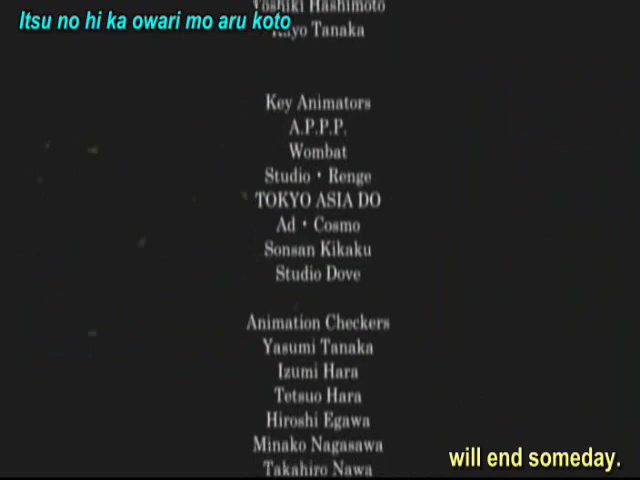 Itsu no hi ka owari mo aru koto
Yoshiki Hashimoto
Kayo Tanaka
Key Animators
A.P.P.P.
Wombat
Studio・Renge
TOKYO ASIA DO
Ad・Cosmo
Sonsan Kikaku
Studio Dove
Animation Checkers
Yasumi Tanaka
Izumi Hara
Tetsuo Hara
Hiroshi Egawa
Minako Nagasawa
Takahiro Nawa
will end someday.